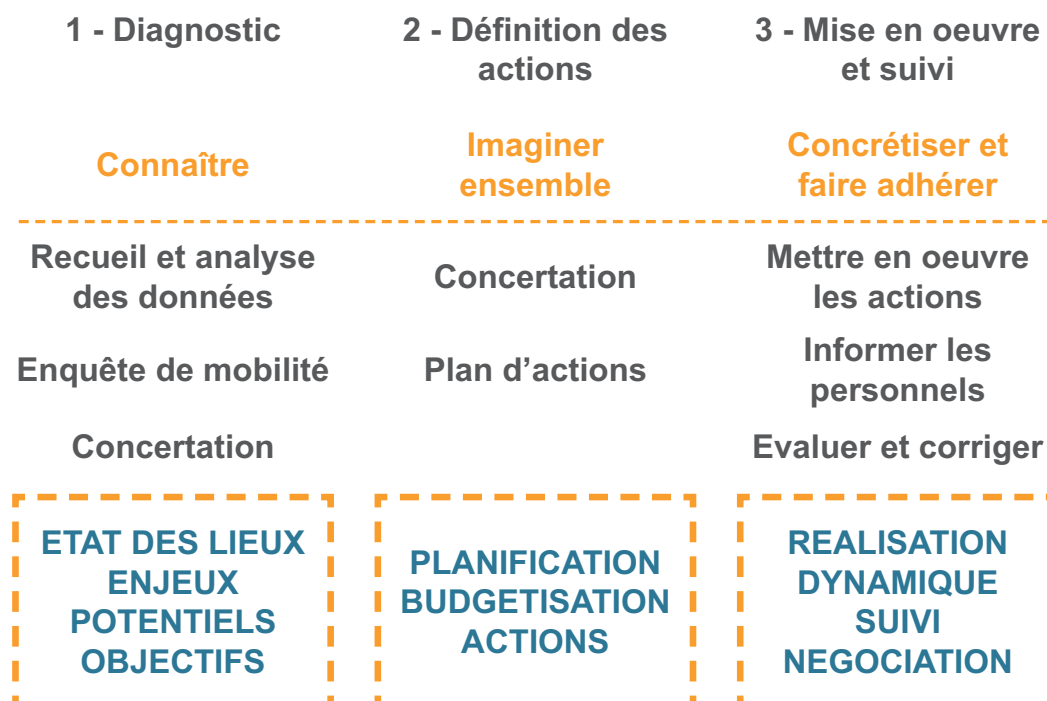 1 - Diagnostic
2 - Définition des
actions
3 - Mise en oeuvre
et suivi
Connaître
Imaginer
ensemble
Concrétiser et
faire adhérer
Recueil et analyse
des données
Concertation
Mettre en oeuvre
les actions
Enquête de mobilité
Plan d’actions
Informer les
personnels
Concertation
Evaluer et corriger
ETAT DES LIEUX
ENJEUX
POTENTIELS
OBJECTIFS
PLANIFICATION
BUDGETISATION
ACTIONS
REALISATION
DYNAMIQUE
SUIVI
NEGOCIATION